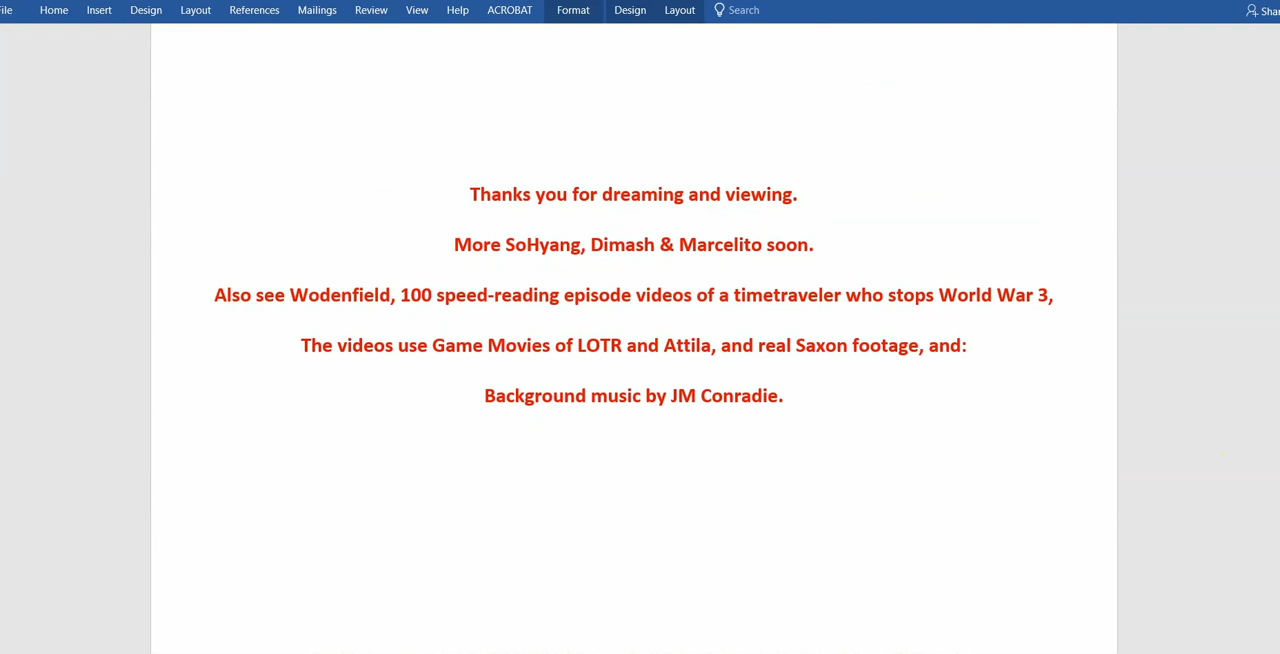 File Home Insert Design Layout References Mailings Review View Help ACROBAT Format Design Layout Search Shar
Thanks you for dreaming and viewing.
More SoHyang, Dimash & Marcelito soon.
Also see Wodenfield, 100 speed-reading episode videos of a timetraveler who stops World War 3,
The videos use Game Movies of LOTR and Attila, and real Saxon footage, and:
Background music by JM Conradie.